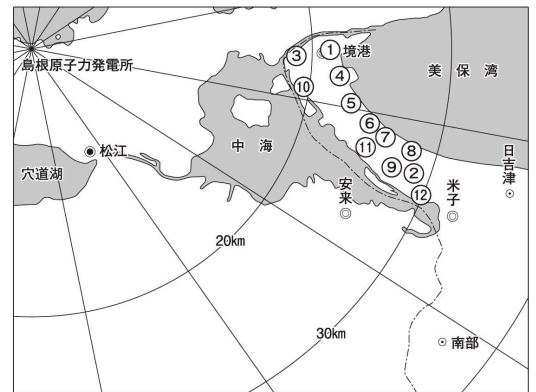 島根原子力発電所
①境港
③
④
美保湾
⑩
⑤
⑥
⑦
中海
⑪
⑧
松江
⑨
②
日吉津
宍道湖
安来
⑫
米子
20km
30km
南部